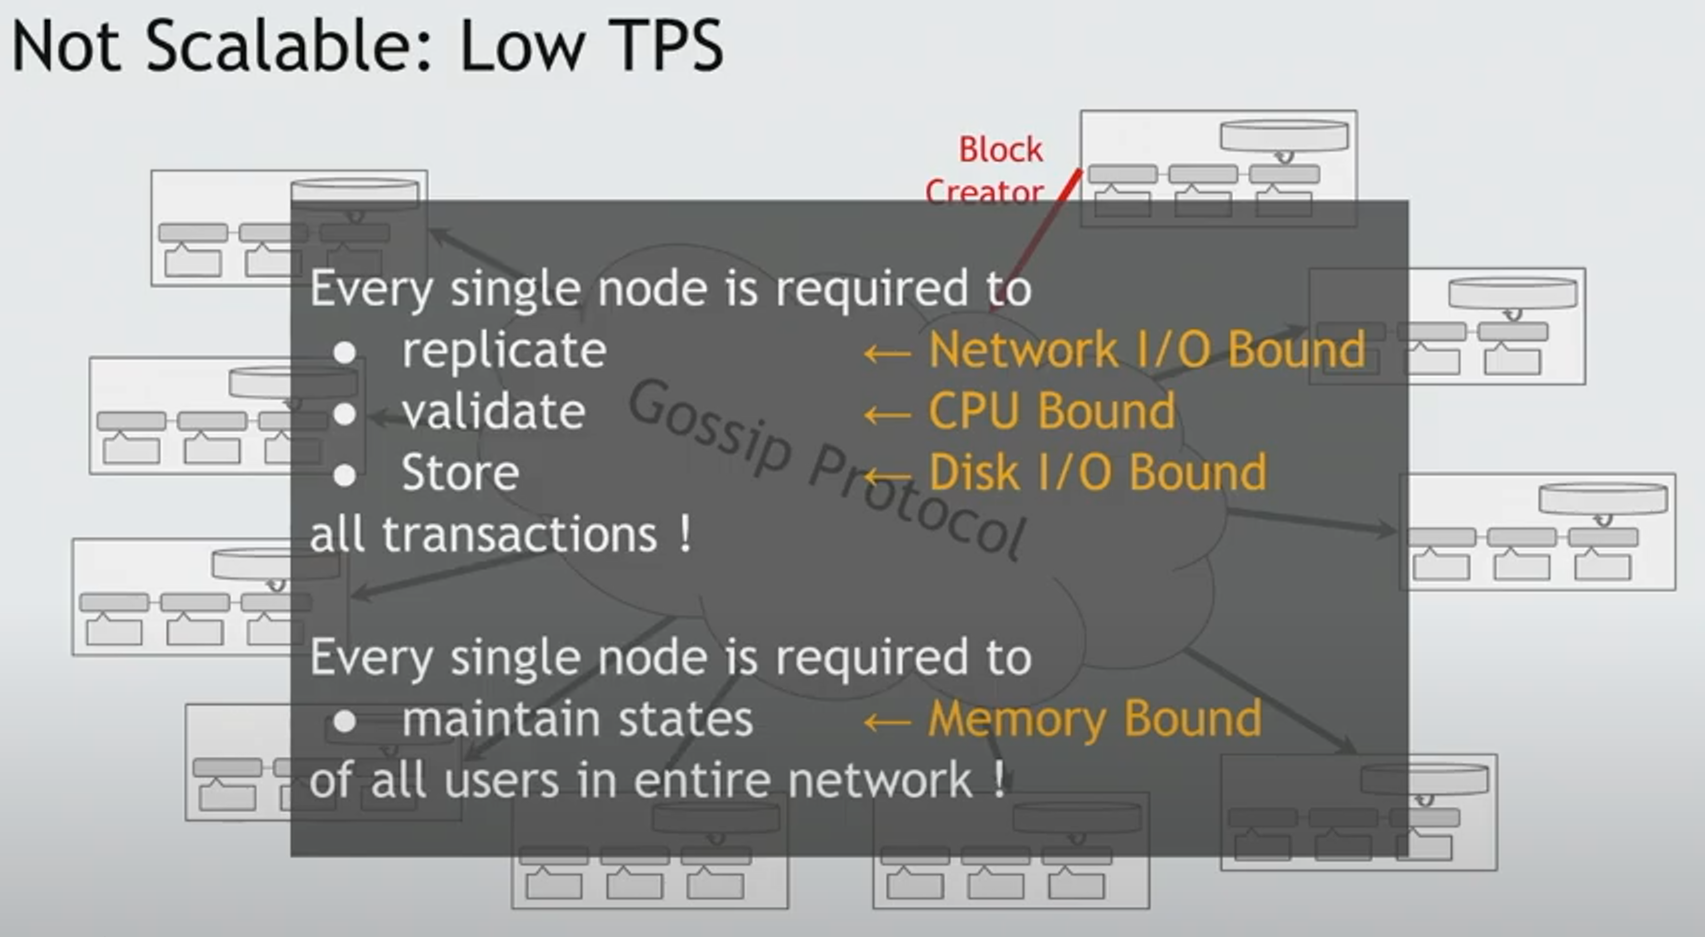 Not Scalable: Low TPS
Block
Creator
Every single node is required to
● replicate ← Network I/O Bound
● validate ← CPU Bound
● Store ← Disk I/O Bound
all transactions !
Gossip Protocol
Every single node is required to
● maintain states ← Memory Bound
of all users in entire network !